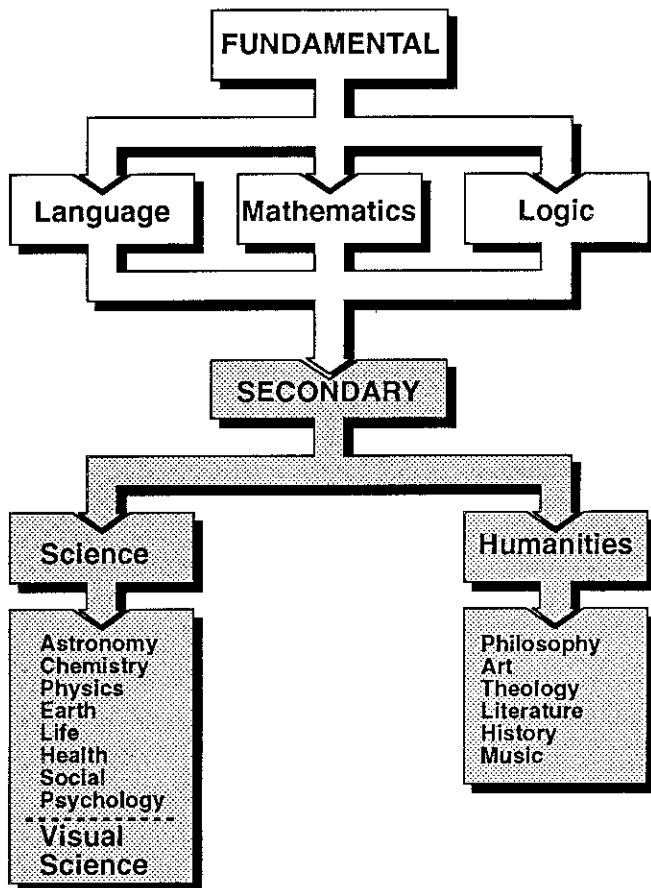 FUNDAMENTAL
Language
Mathematics
Logic
SECONDARY
Science
Humanities
Astronomy
Chemistry
Physics
Earth
Life
Health
Social
Psychology
Visual
Science
Philosophy
Art
Theology
Literature
History
Music